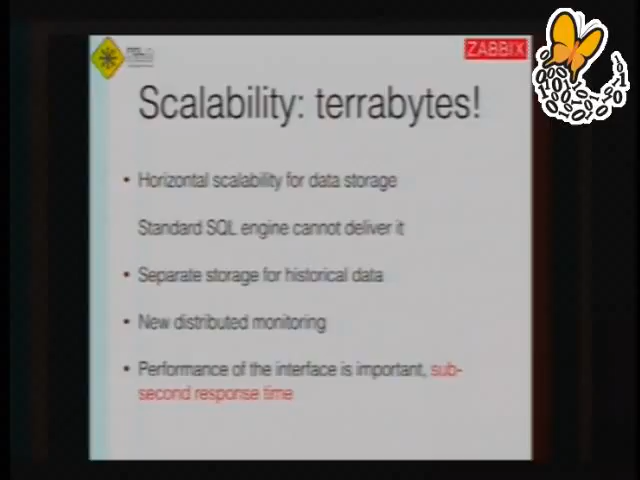 ZABBIX
Scalability: terrabytes!
• Horizontal scalability for data storage
Standard SQL engine cannot deliver it
• Separate storage for historical data
• New distributed monitoring
• Performance of the interface is important, sub-
second response time